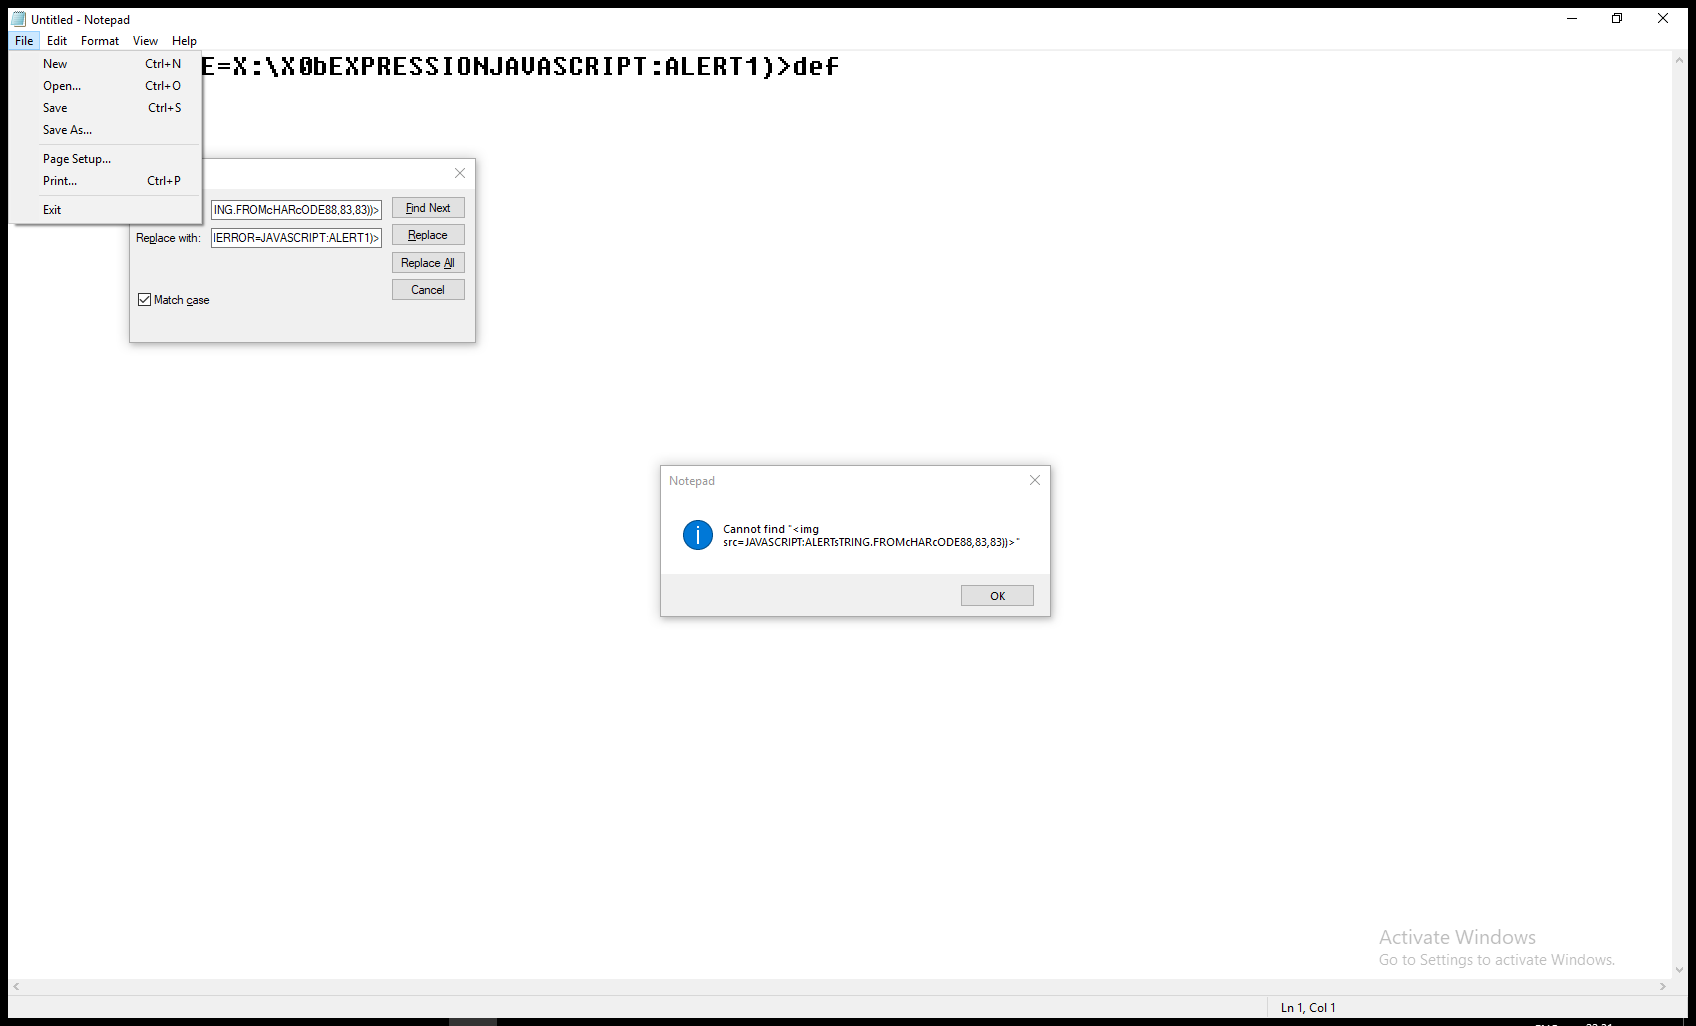 Untitled - Notepad
File Edit Format View Help
E=X:\X0bEXPRESSIONJAVASCRIPT:ALERT1)>def
New Ctrl+N
Open... Ctrl+O
Save Ctrl+S
Save As...
Page Setup...
Print... Ctrl+P
Exit
ING.FROMcHARcODE88,83,83))> Find Next
Replace with: IERROR=JAVASCRIPT:ALERT1)> Replace
Replace All
Cancel
Match case
Notepad
Cannot find "<img
src=JAVASCRIPT:ALERTsTRING.FROMcHARcODE88,83,83))>"
OK
Activate Windows
Go to Settings to activate Windows.
Ln 1, Col 1